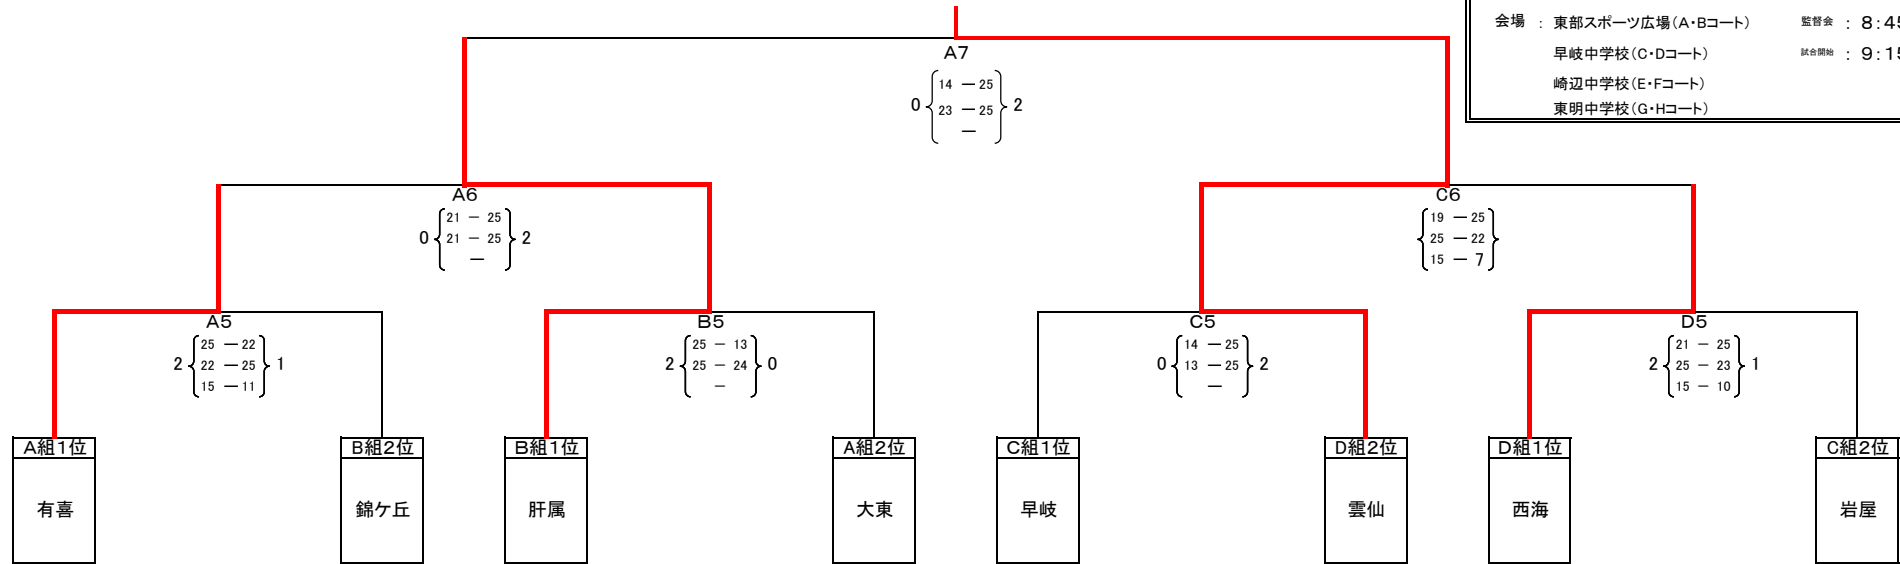 会場 : 東部スポーツ広場(A・Bコート) 監督会 : 8:45
早岐中学校(C・Dコート) 試合開始 : 9:15
崎辺中学校(E・Fコート)
東明中学校(G・Hコート)
A7
14 — 25
0 23 — 25 2
—
A6
21 — 25
0 21 — 25 2
—
C6
19 — 25
25 — 22
15 — 7
A5
25 — 22
2 22 — 25 1
15 — 11
B5
25 — 13
2 25 — 24 0
—
C5
14 — 25
0 13 — 25 2
—
D5
21 — 25
2 25 — 23 1
15 — 10
A組1位 B組2位 B組1位 A組2位 C組1位 D組2位 D組1位 C組2位
有喜 錦ケ丘 肝属 大東 早岐 雲仙 西海 岩屋